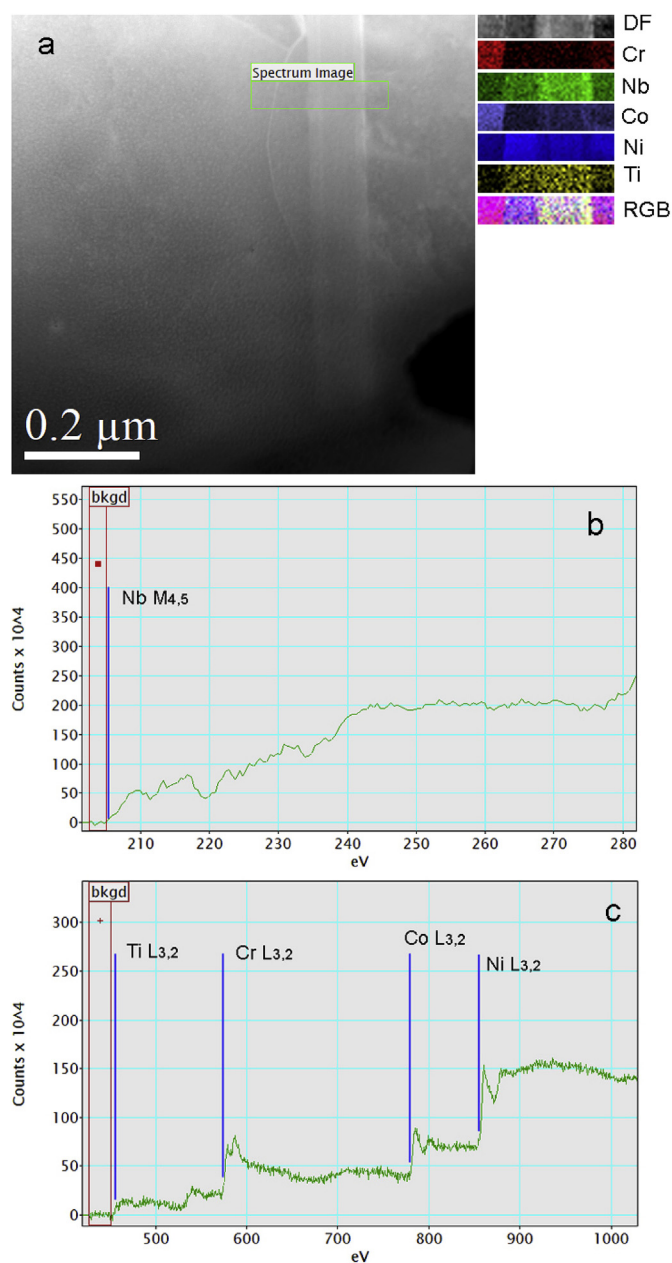 a
Spectrum Image
0.2 µm
DF
Cr
Nb
Co
Ni
Ti
RGB
bkgd
b
Nb M4,5
Counts x 10^4
550
500
450
400
350
300
250
200
150
100
50
0
210 220 230 240 250 260 270 280
eV
bkgd
c
Ti L3,2
Cr L3,2
Co L3,2
Ni L3,2
Counts x 10^4
300
250
200
150
100
50
0
500 600 700 800 900 1000
eV